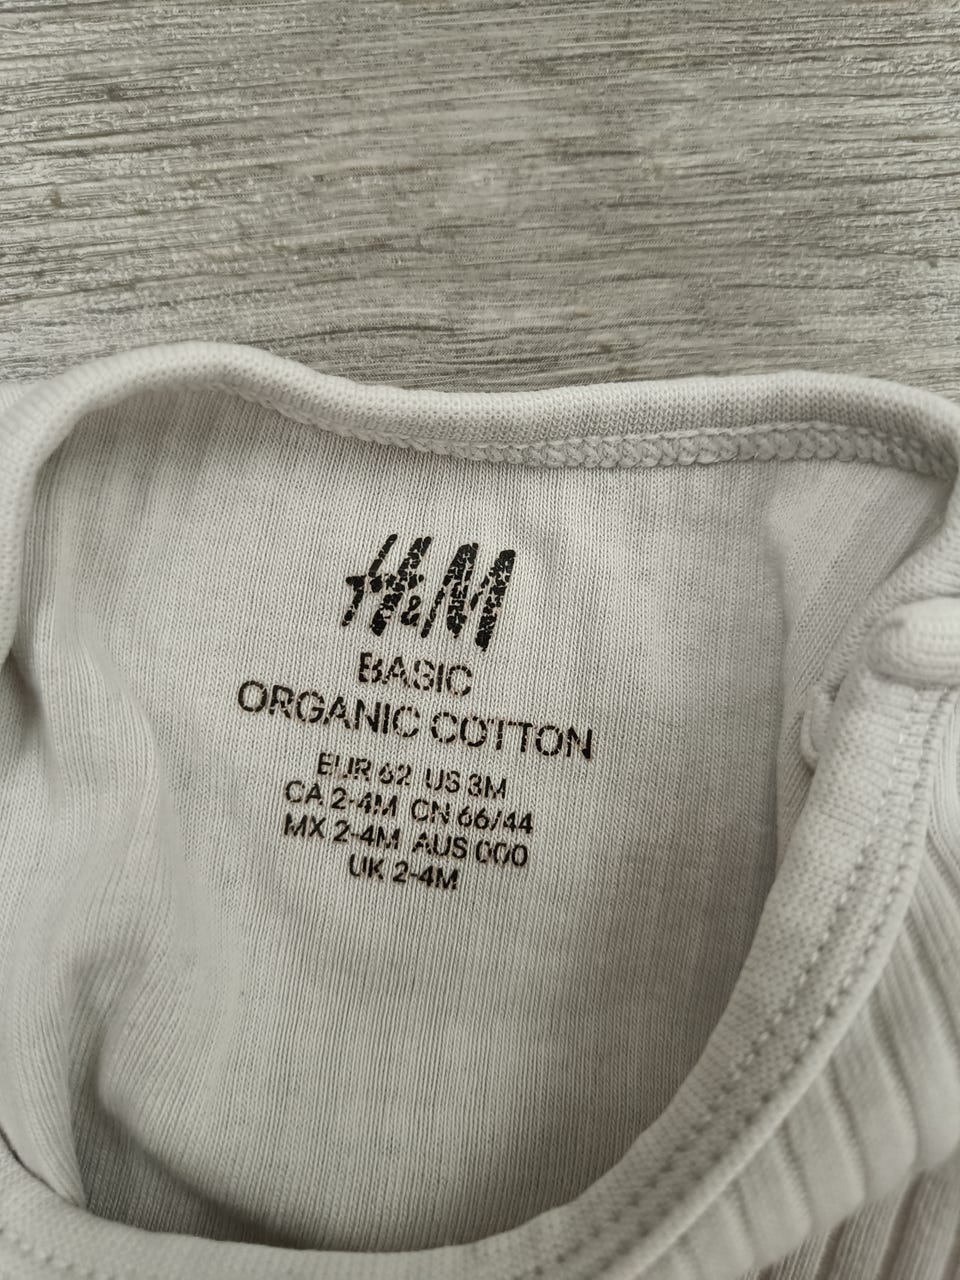 H&M
BASIC
ORGANIC COTTON
EUR 62 US 3M
CA 2-4M CN 66/44
MX 2-4M AUS 000
UK 2-4M